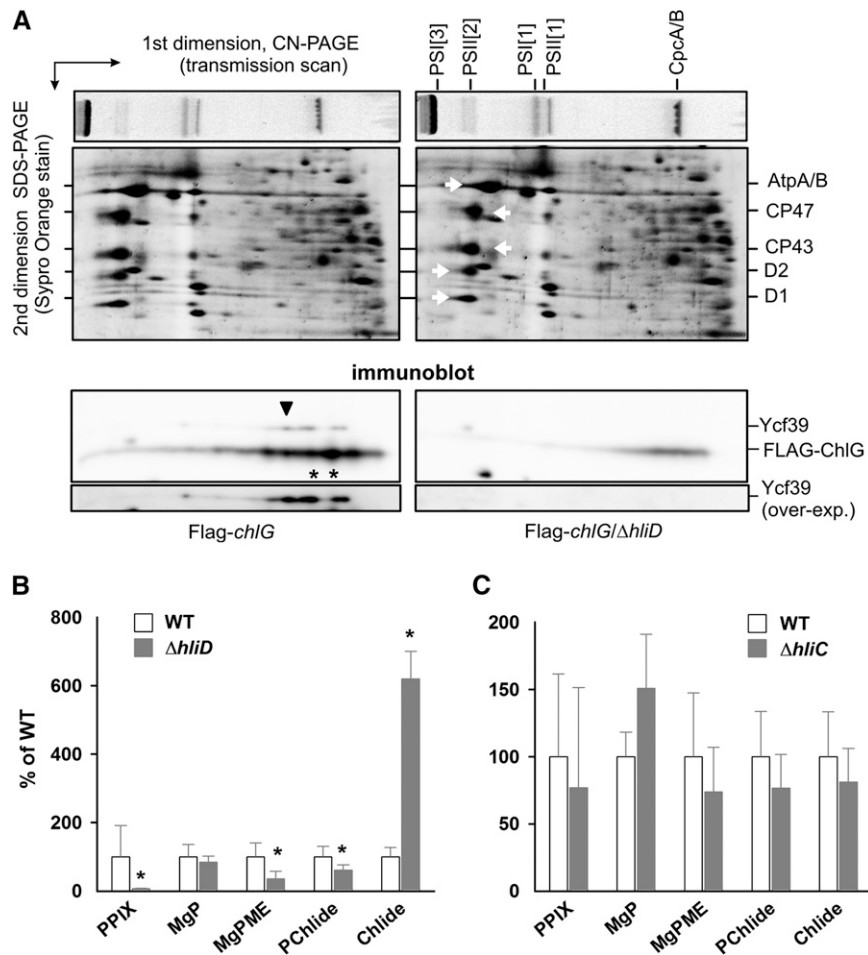 A
1st dimension, CN-PAGE
(transmission scan)
PSI[3]
PSII[2]
PSI[1]
PSII[1]
CpcA/B
2nd dimension SDS-PAGE
(Sypro Orange stain)
AtpA/B
CP47
CP43
D2
D1
immunoblot
Ycf39
FLAG-ChlG
* *
Ycf39
(over-exp.)
Flag-chlG
Flag-chlG/ΔhliD
B
800
600
400
200
0
% of WT
WT
ΔhliD
*
*
*
*
PPIX
MgP
MgPME
PChlide
Chlide
C
200
150
100
50
0
WT
ΔhliC
PPIX
MgP
MgPME
PChlide
Chlide